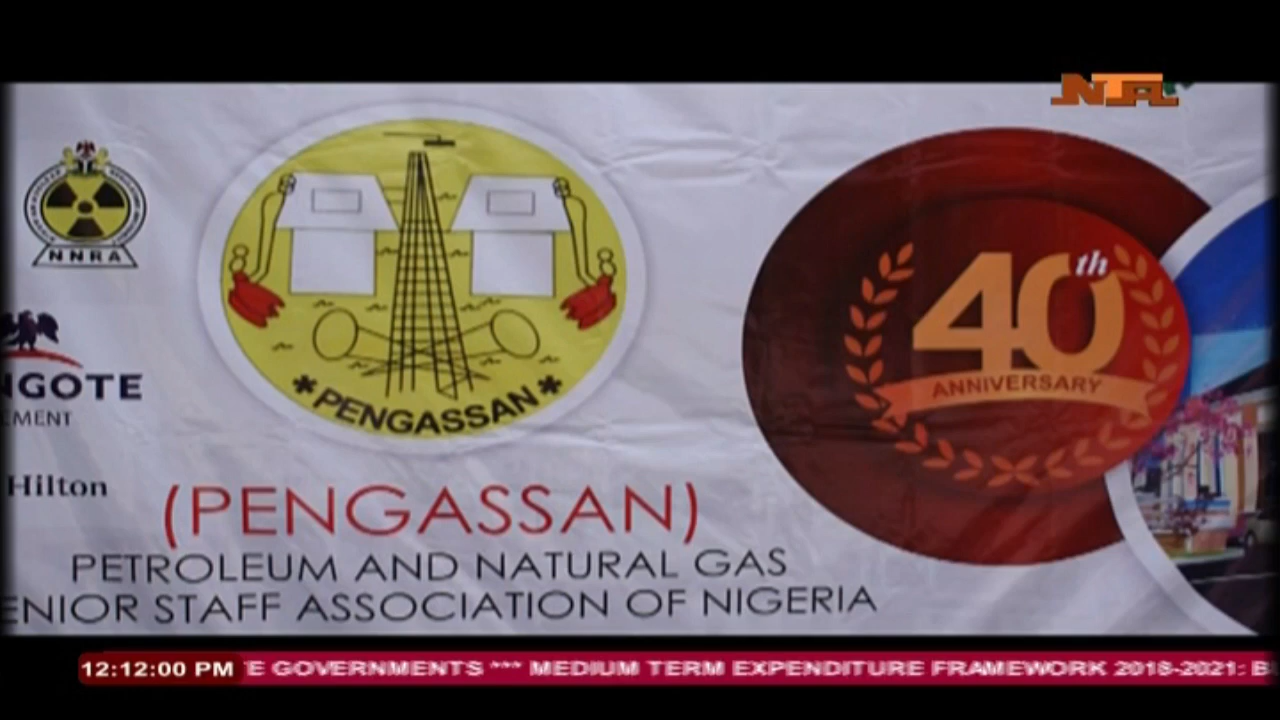 NTA
NNRA
NGOTE
EMENT
Hilton
* PENGASSAN *
40th
ANNIVERSARY
(PENGASSAN)
PETROLEUM AND NATURAL GAS
ENIOR STAFF ASSOCIATION OF NIGERIA
12:12:00 PM
E GOVERNMENTS *** MEDIUM TERM EXPENDITURE FRAMEWORK 2018-2021: B